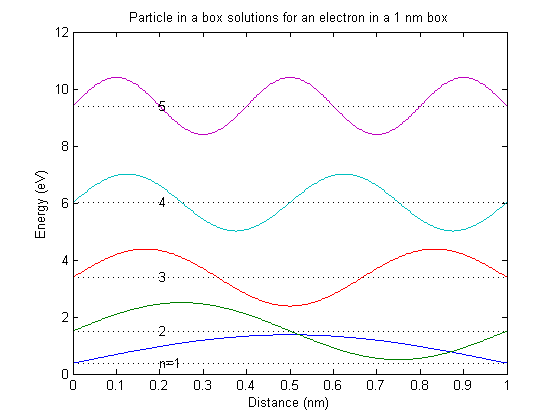 Particle in a box solutions for an electron in a 1 nm box
12
10
8
6
4
2
0
Energy (eV)
5
4
3
2
n=1
0 0.1 0.2 0.3 0.4 0.5 0.6 0.7 0.8 0.9 1
Distance (nm)